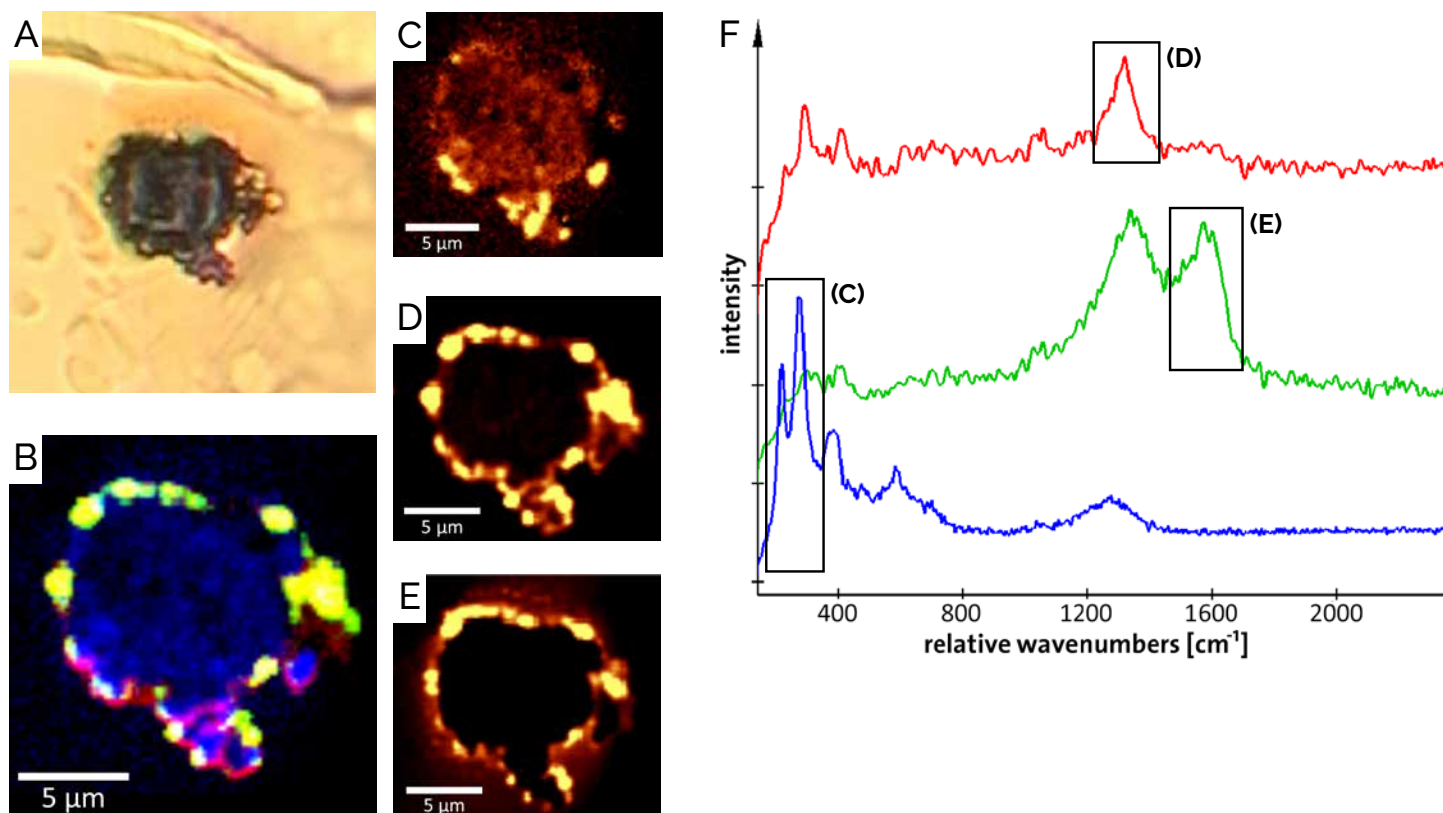 A
B
5 µm
C
5 µm
D
5 µm
E
5 µm
F
(D)
(E)
(C)
intensity
400 800 1200 1600 2000
relative wavenumbers [cm⁻¹]